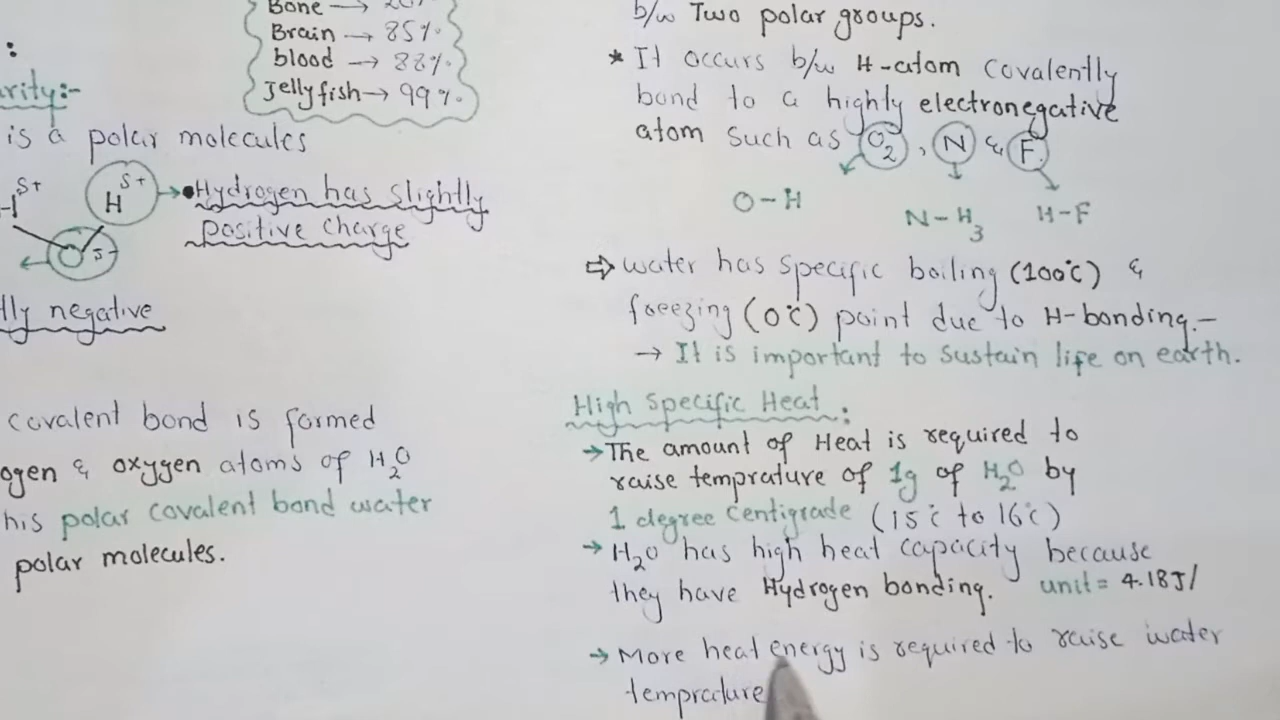 Bone →
Brain → 85%.
blood → 88%.
Jelly fish → 99%.
:
arity:-
is a polar molecules
S+
H S+
→ •Hydrogen has slightly
positive charge
O S-
lly negative
covalent bond is formed
ogen & oxygen atoms of H2O
his polar covalent bond water
polar molecules.
b/w Two polar groups.
* It occurs b/w H-atom covalently
bond to a highly electronegative
atom such as O2, N & F.
O-H
N-H3
H-F
⇨ water has specific boiling (100°C) &
freezing (0°C) point due to H-bonding.-
→ It is important to sustain life on earth.
High Specific Heat :
→ The amount of Heat is required to
raise temprature of 1g of H2O by
1 degree centigrade (15°C to 16°C)
→ H2O has high heat capacity because
they have Hydrogen bonding. unit = 4.18J/
→ More heat energy is required to raise water
temprature